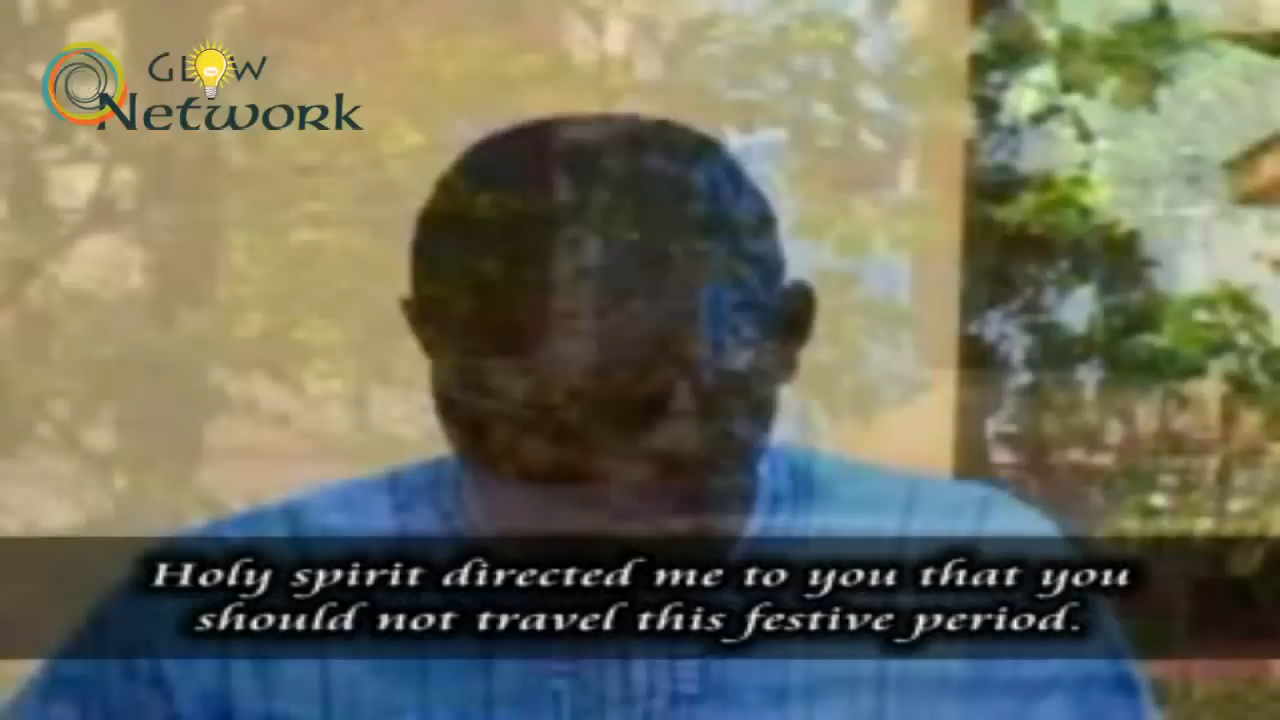 GLOW
Network
Holy spirit directed me to you that you
should not travel this festive period.